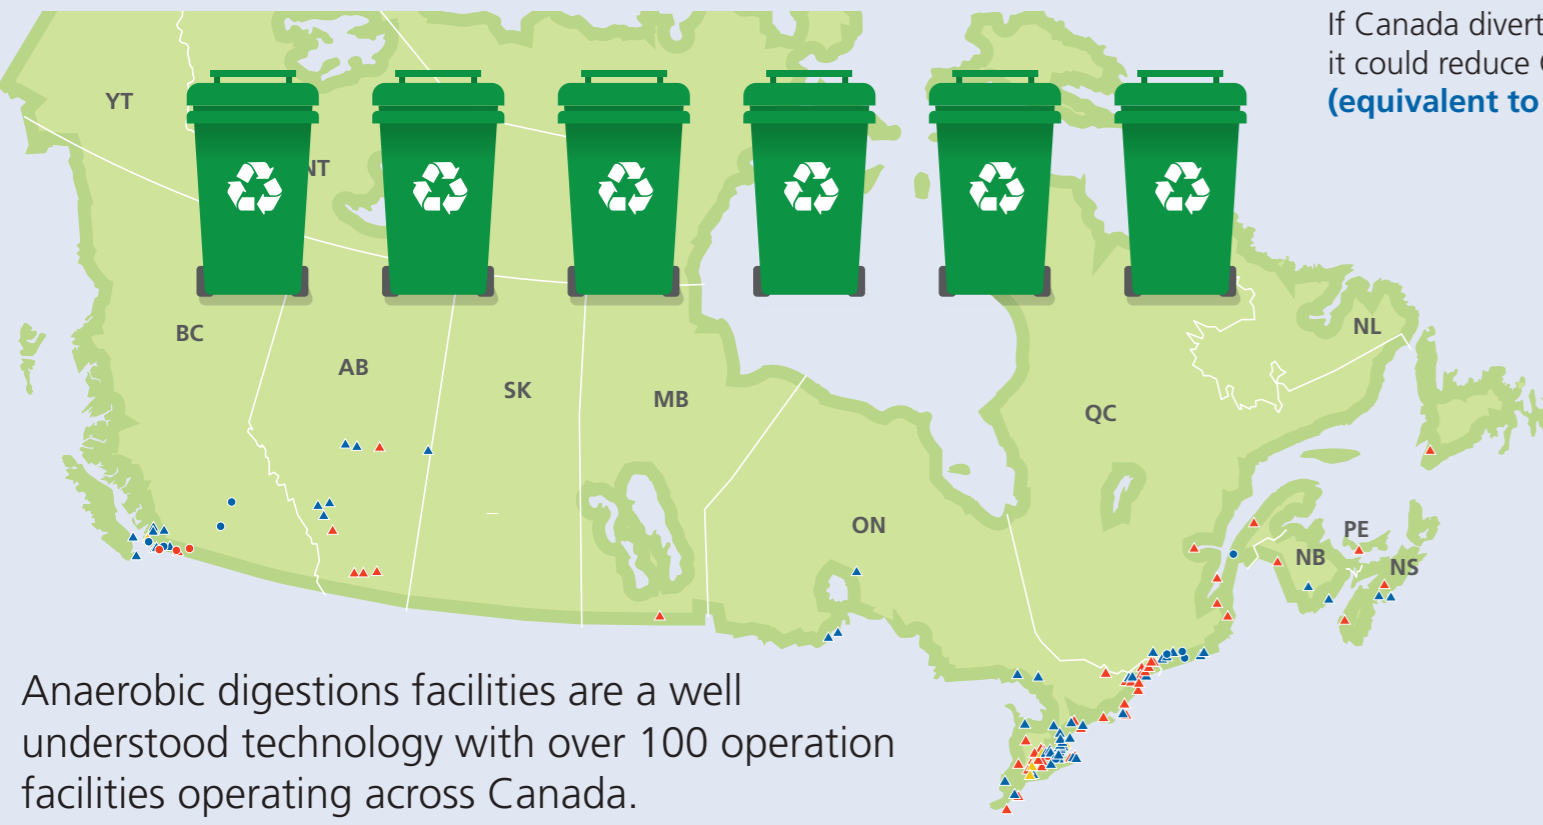 If Canada divert
it could reduce
(equivalent to
YT
NT
BC
AB
SK
MB
ON
QC
NL
PE
NB
NS
Anaerobic digestions facilities are a well
understood technology with over 100 operation
facilities operating across Canada.